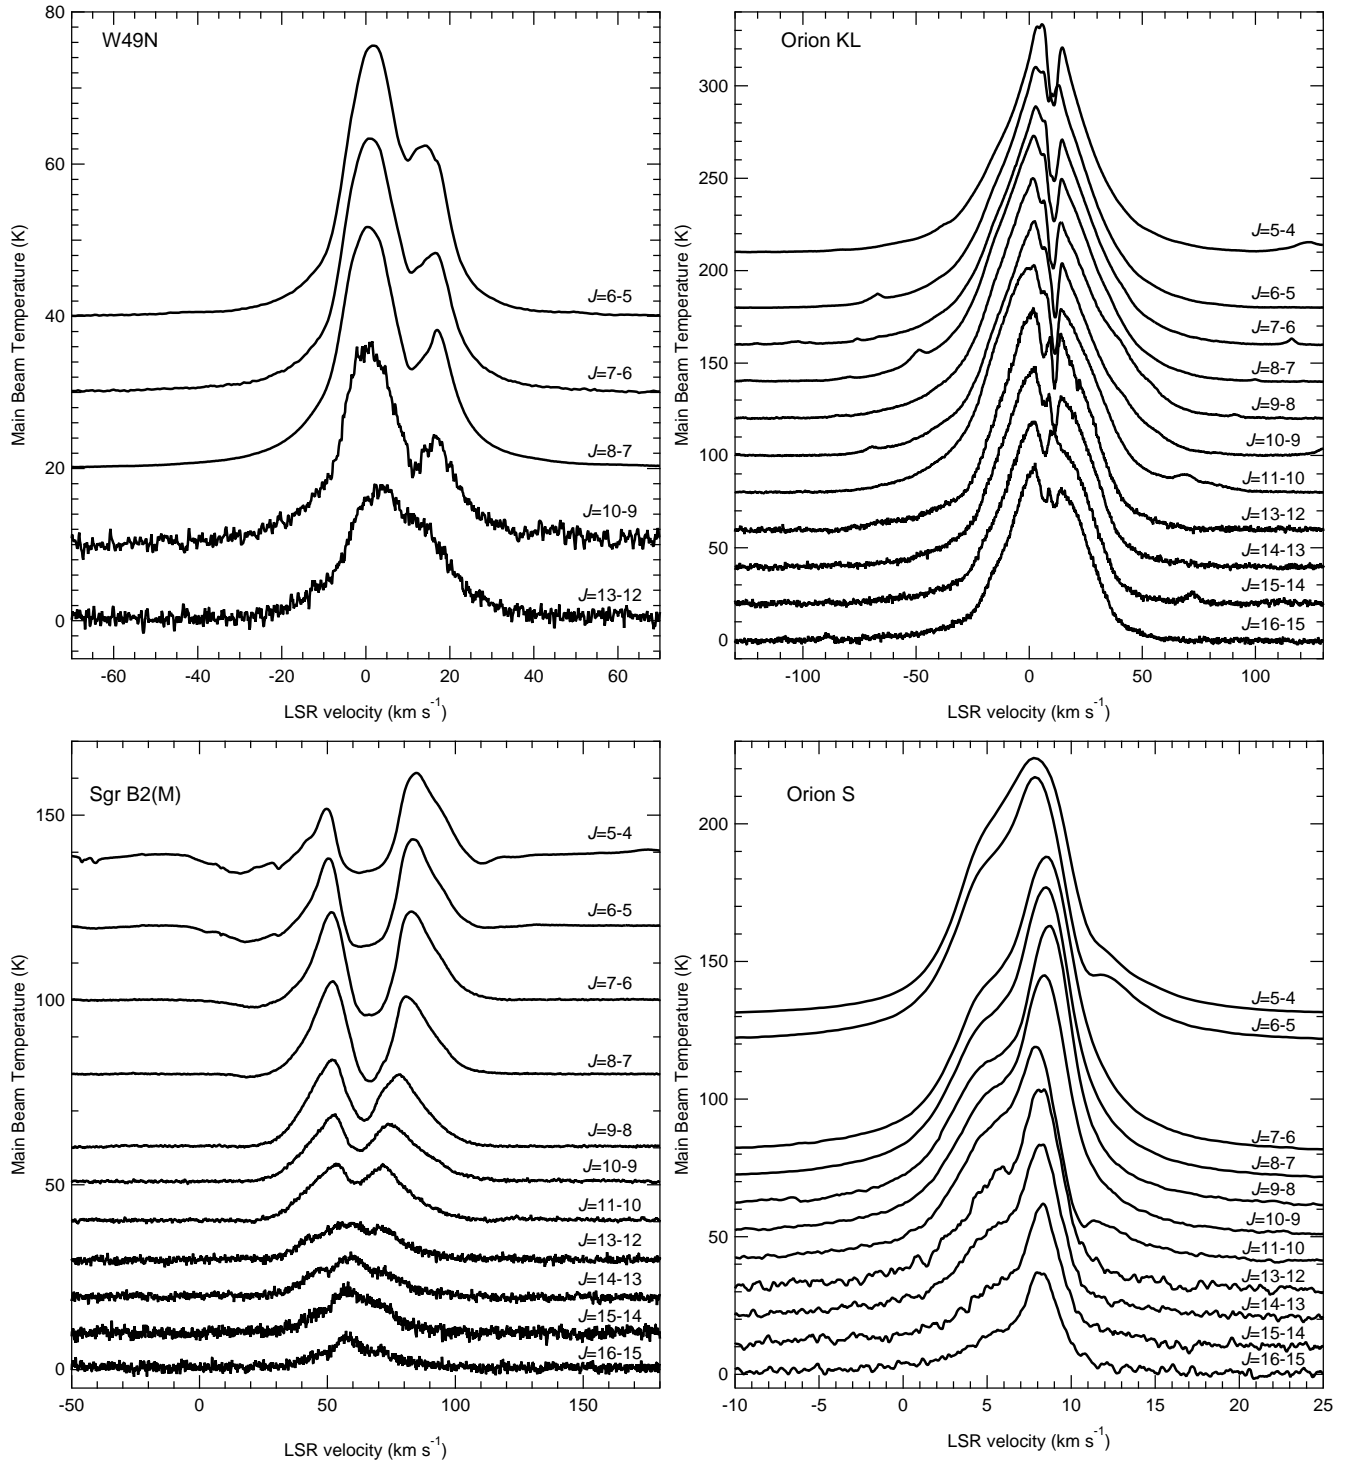 W49N
80
60
40
20
0
Main Beam Temperature (K)
J=6-5
J=7-6
J=8-7
J=10-9
J=13-12
-60 -40 -20 0 20 40 60
LSR velocity (km s-1)
Orion KL
300
250
200
150
100
50
0
Main Beam Temperature (K)
J=5-4
J=6-5
J=7-6
J=8-7
J=9-8
J=10-9
J=11-10
J=13-12
J=14-13
J=15-14
J=16-15
-100 -50 0 50 100
LSR velocity (km s-1)
Sgr B2(M)
150
100
50
0
Main Beam Temperature (K)
J=5-4
J=6-5
J=7-6
J=8-7
J=9-8
J=10-9
J=11-10
J=13-12
J=14-13
J=15-14
J=16-15
-50 0 50 100 150
LSR velocity (km s-1)
Orion S
200
150
100
50
0
Main Beam Temperature (K)
J=5-4
J=6-5
J=7-6
J=8-7
J=9-8
J=10-9
J=11-10
J=13-12
J=14-13
J=15-14
J=16-15
-10 -5 0 5 10 15 20 25
LSR velocity (km s-1)